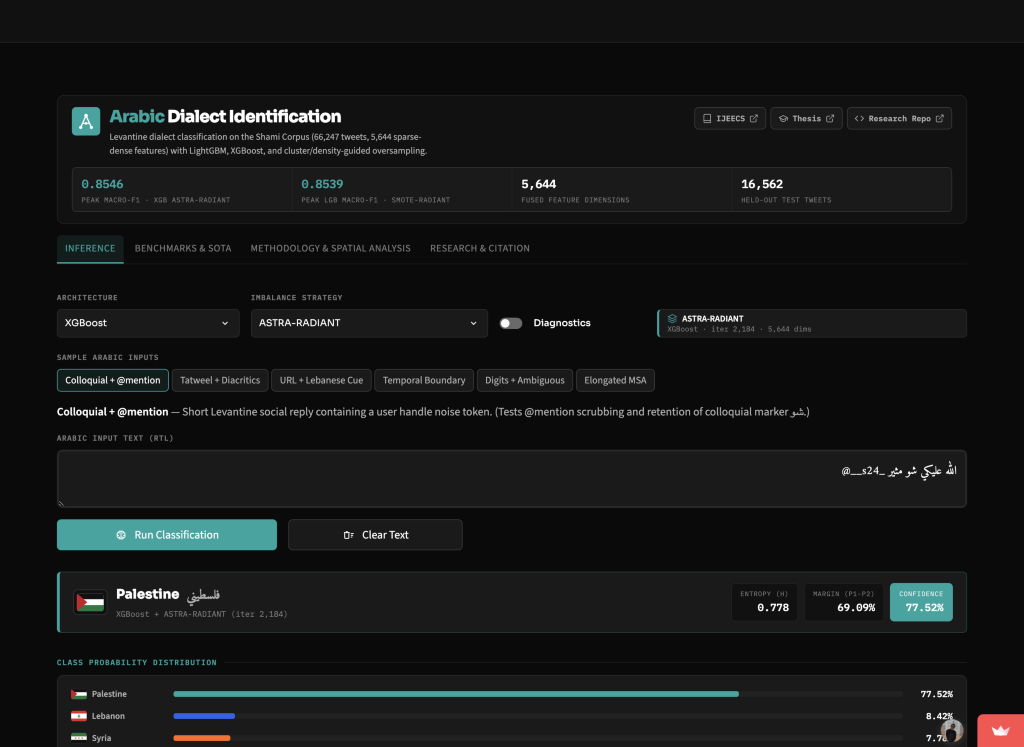 Arabic Dialect Identification
Levantine dialect classification on the Shami Corpus (66,247 tweets, 5,644 sparse-
dense features) with LightGBM, XGBoost, and cluster/density-guided oversampling.
IJEECS Thesis Research Repo
0.8546 0.8539 5,644 16,562
PEAK MACRO-F1 · XGB ASTRA-RADIANT PEAK LGB MACRO-F1 · SMOTE-RADIANT FUSED FEATURE DIMENSIONS HELD-OUT TEST TWEETS
INFERENCE BENCHMARKS & SOTA METHODOLOGY & SPATIAL ANALYSIS RESEARCH & CITATION
ARCHITECTURE IMBALANCE STRATEGY
XGBoost ASTRA-RADIANT Diagnostics
ASTRA-RADIANT
XGBoost · iter 2,184 · 5,644 dims
SAMPLE ARABIC INPUTS
Colloquial + @mention Tatweel + Diacritics URL + Lebanese Cue Temporal Boundary Digits + Ambiguous Elongated MSA
Colloquial + @mention — Short Levantine social reply containing a user handle noise token. (Tests @mention scrubbing and retention of colloquial marker شو.)
ARABIC INPUT TEXT (RTL)
الله عليكي شو مثير _s24__@
Run Classification Clear Text
Palestine فلسطيني
XGBoost + ASTRA-RADIANT (iter 2,184)
ENTROPY (H) MARGIN (P1-P2) CONFIDENCE
0.778 69.09% 77.52%
CLASS PROBABILITY DISTRIBUTION
Palestine 77.52%
Lebanon 8.42%
Syria